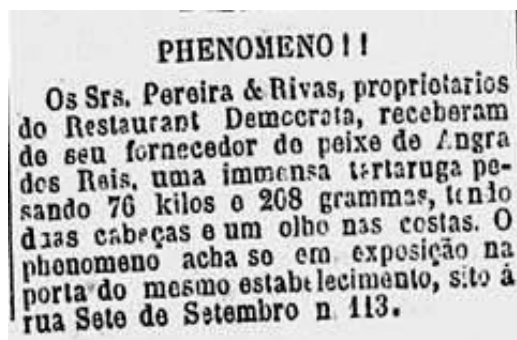 PHENOMENO!!
Os Srs. Pereira & Rivas, proprietarios
do Restaurant Democrata, receberam
de seu fornecedor do peixe de Angra
dos Reis, uma immensa tartaruga pe-
sando 76 kilos e 208 grammas, tendo
duas cabeças e um olho nas costas. O
phenomeno acha se em exposição na
porta do mesmo estabelecimento, sito á
rua Sete de Setembro n 113.